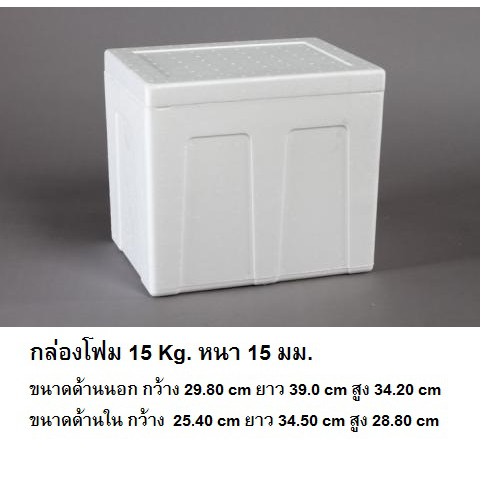 กล่องโฟม 15 Kg. หนา 15 มม.
ขนาดด้านนอก กว้าง 29.80 cm ยาว 39.0 cm สูง 34.20 cm
ขนาดด้านใน กว้าง 25.40 cm ยาว 34.50 cm สูง 28.80 cm